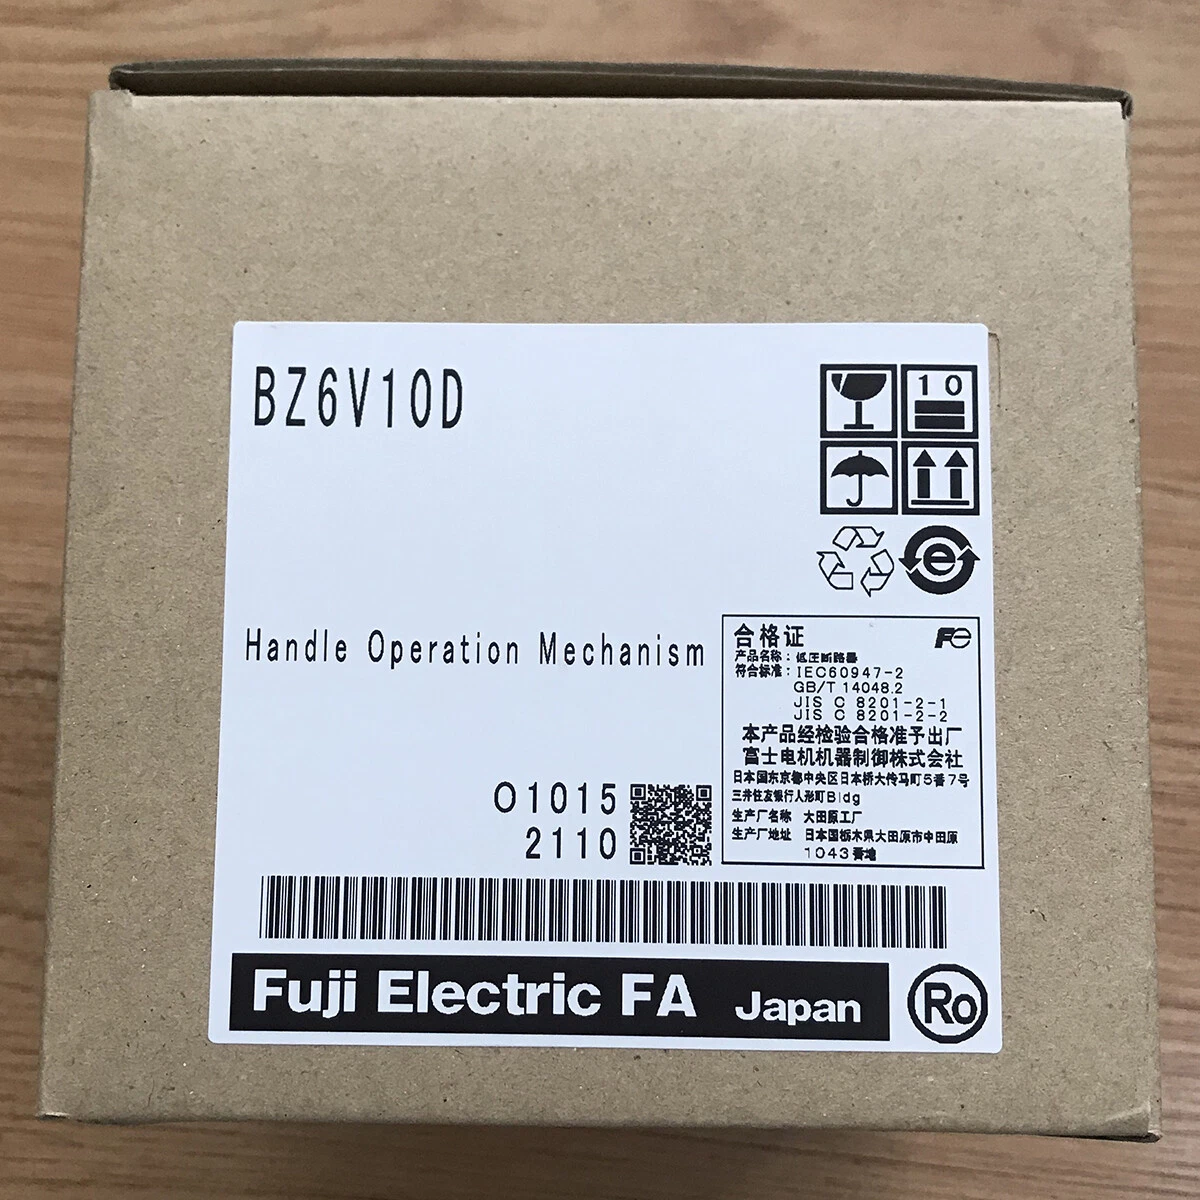 BZ6V10D
10
e
Handle Operation Mechanism
合格证 Fe
产品名称: 低压断路器
符合标准: IEC60947-2
GB/T 14048.2
JIS C 8201-2-1
JIS C 8201-2-2
本产品经检验合格准予出厂
富士电机机器制御株式会社
日本国东京都中央区日本桥大传马町5番7号
三井住友银行人形町Bldg
生产厂名称 大田原工厂
生产厂地址 日本国栃木県大田原市中田原
1043番地
O1015
2110
Fuji Electric FA Japan
Ro